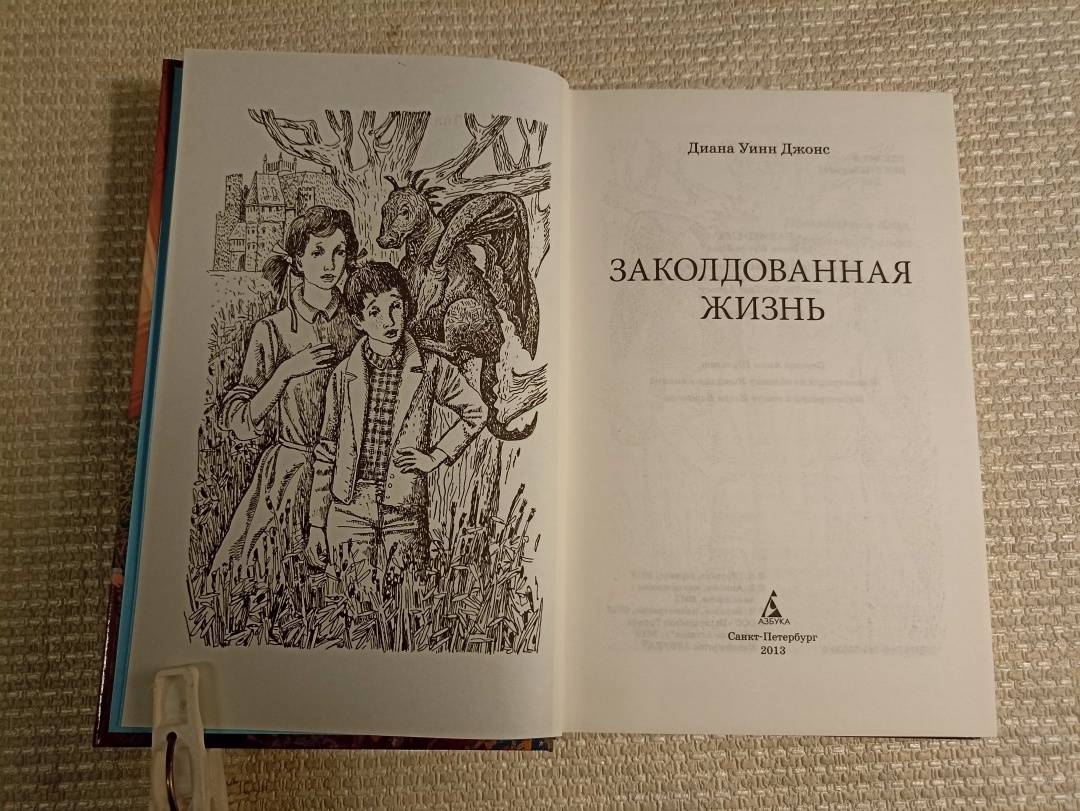 Диана Уинн Джонс
ЗАКОЛДОВАННАЯ
ЖИЗНЬ
АЗБУКА
Санкт-Петербург
2013